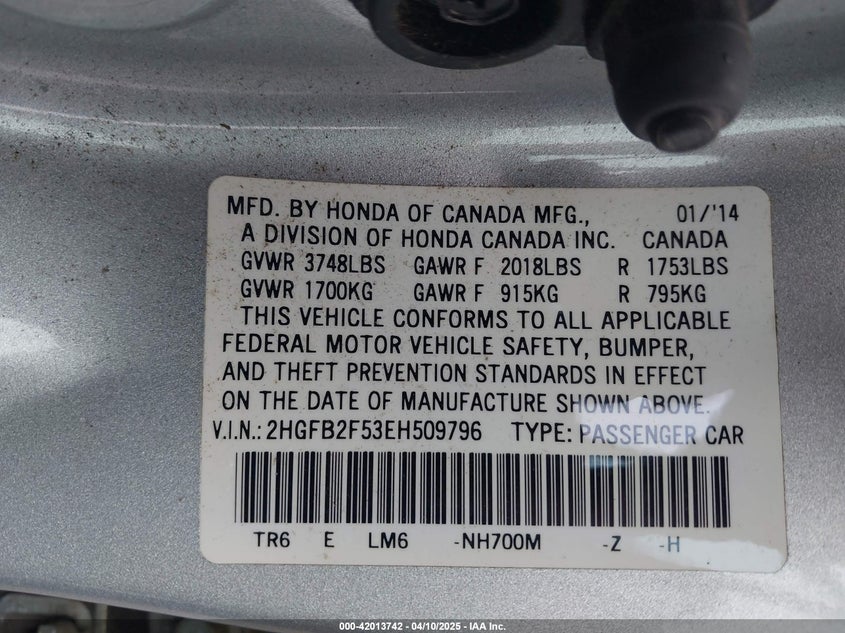 MFD. BY HONDA OF CANADA MFG., 01/'14
A DIVISION OF HONDA CANADA INC. CANADA
GVWR 3748LBS GAWR F 2018LBS R 1753LBS
GVWR 1700KG GAWR F 915KG R 795KG
THIS VEHICLE CONFORMS TO ALL APPLICABLE
FEDERAL MOTOR VEHICLE SAFETY, BUMPER,
AND THEFT PREVENTION STANDARDS IN EFFECT
ON THE DATE OF MANUFACTURE SHOWN ABOVE.
V.I.N.: 2HGFB2F53EH509796 TYPE: PASSENGER CAR
TR6 E LM6 -NH700M -Z -H
000-42013742 - 04/10/2025 - IAA Inc.